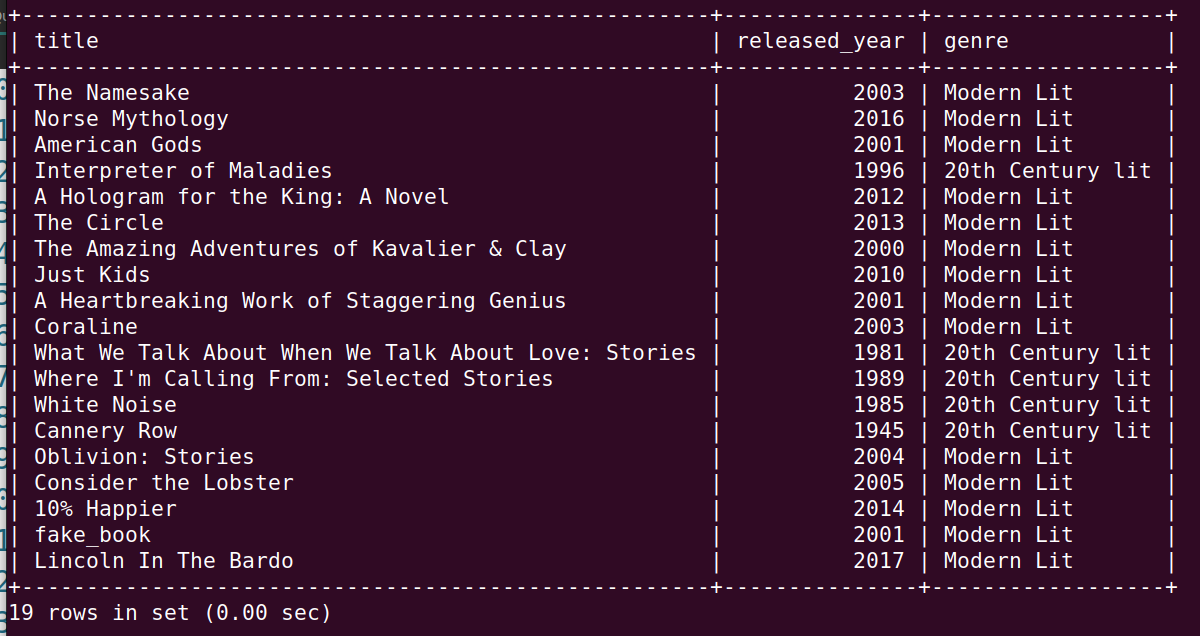 +-----------------------------------------------------+---------------+------------------+
| title                                               | released_year | genre            |
+-----------------------------------------------------+---------------+------------------+
| The Namesake                                        |          2003 | Modern Lit       |
| Norse Mythology                                     |          2016 | Modern Lit       |
| American Gods                                       |          2001 | Modern Lit       |
| Interpreter of Maladies                             |          1996 | 20th Century lit |
| A Hologram for the King: A Novel                    |          2012 | Modern Lit       |
| The Circle                                          |          2013 | Modern Lit       |
| The Amazing Adventures of Kavalier & Clay           |          2000 | Modern Lit       |
| Just Kids                                           |          2010 | Modern Lit       |
| A Heartbreaking Work of Staggering Genius           |          2001 | Modern Lit       |
| Coraline                                            |          2003 | Modern Lit       |
| What We Talk About When We Talk About Love: Stories |          1981 | 20th Century lit |
| Where I'm Calling From: Selected Stories            |          1989 | 20th Century lit |
| White Noise                                         |          1985 | 20th Century lit |
| Cannery Row                                         |          1945 | 20th Century lit |
| Oblivion: Stories                                   |          2004 | Modern Lit       |
| Consider the Lobster                                |          2005 | Modern Lit       |
| 10% Happier                                         |          2014 | Modern Lit       |
| fake_book                                           |          2001 | Modern Lit       |
| Lincoln In The Bardo                                |          2017 | Modern Lit       |
+-----------------------------------------------------+---------------+------------------+
19 rows in set (0.00 sec)